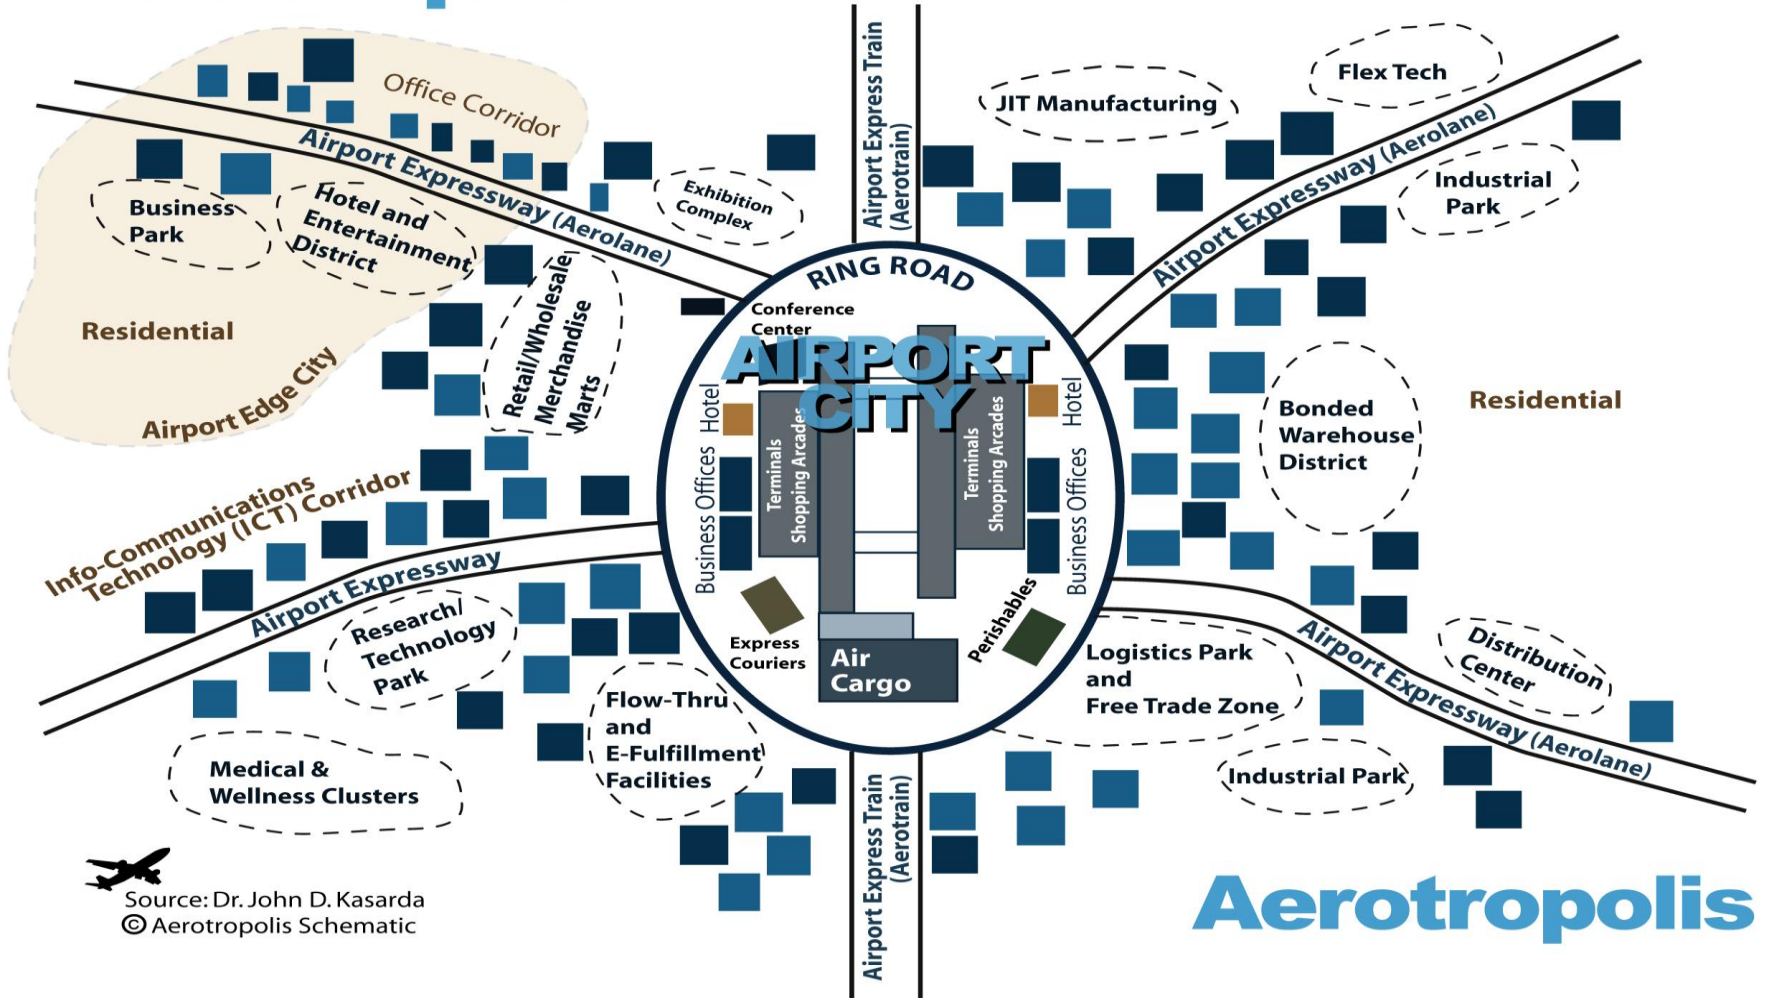 Office Corridor
Airport Expressway (Aerolane)
Business
Park
Hotel and
Entertainment
District
Residential
Airport Edge City
Exhibition
Complex
Retail/Wholesale
Merchandise
Marts
Airport Express Train
(Aerotrain)
JIT Manufacturing
Flex Tech
Airport Expressway (Aerolane)
Industrial
Park
RING ROAD
Conference
Center
AIRPORT
CITY
Hotel
Business Offices
Terminals
Shopping Arcades
Terminals
Shopping Arcades
Hotel
Business Offices
Express
Couriers
Air
Cargo
Perishables
Bonded
Warehouse
District
Residential
Info-Communications
Technology (ICT) Corridor
Airport Expressway
Research/
Technology
Park
Flow-Thru
and
E-Fulfillment
Facilities
Medical &
Wellness Clusters
Logistics Park
and
Free Trade Zone
Airport Expressway (Aerolane)
Distribution
Center
Industrial Park
Airport Express Train
(Aerotrain)
Source: Dr. John D. Kasarda
© Aerotropolis Schematic
Aerotropolis